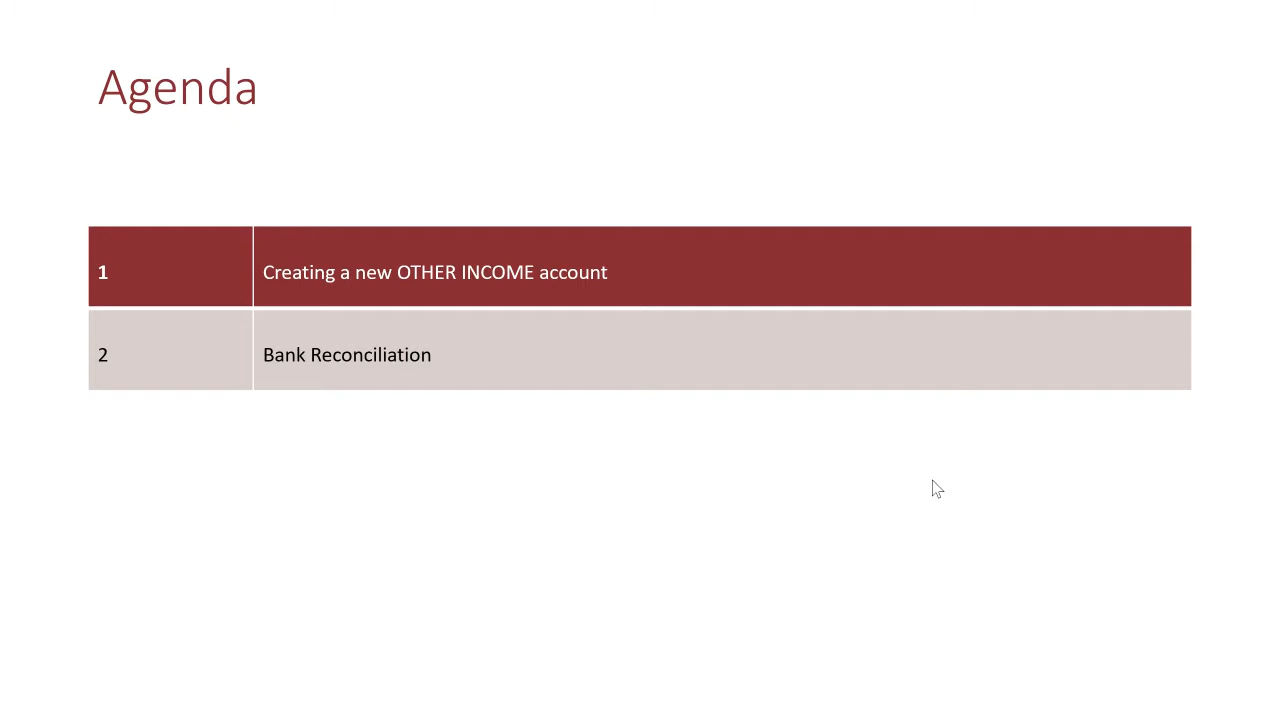 Agenda
1 Creating a new OTHER INCOME account
2 Bank Reconciliation